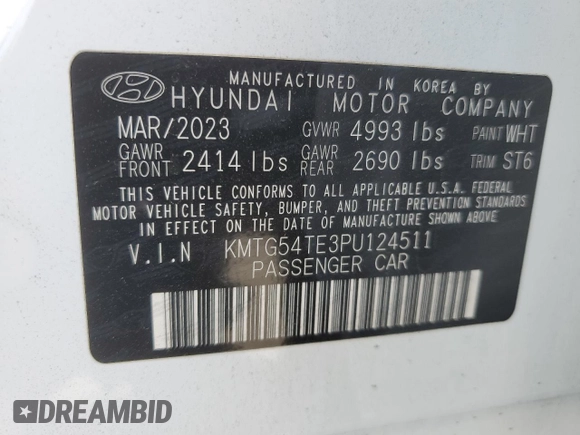 MANUFACTURED IN KOREA BY
HYUNDAI MOTOR COMPANY
MAR/2023 GVWR 4993 lbs PAINT WHT
GAWR FRONT 2414 lbs GAWR REAR 2690 lbs TRIM ST6
THIS VEHICLE CONFORMS TO ALL APPLICABLE U.S.A. FEDERAL
MOTOR VEHICLE SAFETY, BUMPER, AND THEFT PREVENTION STANDARDS
IN EFFECT ON THE DATE OF MANUFACTURE SHOWN ABOVE.
V.I.N KMTG54TE3PU124511
PASSENGER CAR
DREAMBID